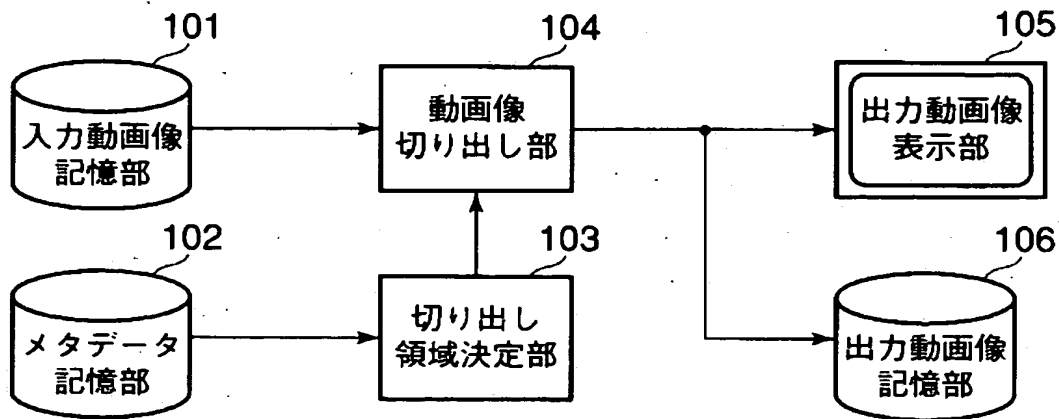 101
入力動画像
記憶部
104
動画像
切り出し部
105
出力動画像
表示部
102
メタデータ
記憶部
103
切り出し
領域決定部
106
出力動画像
記憶部